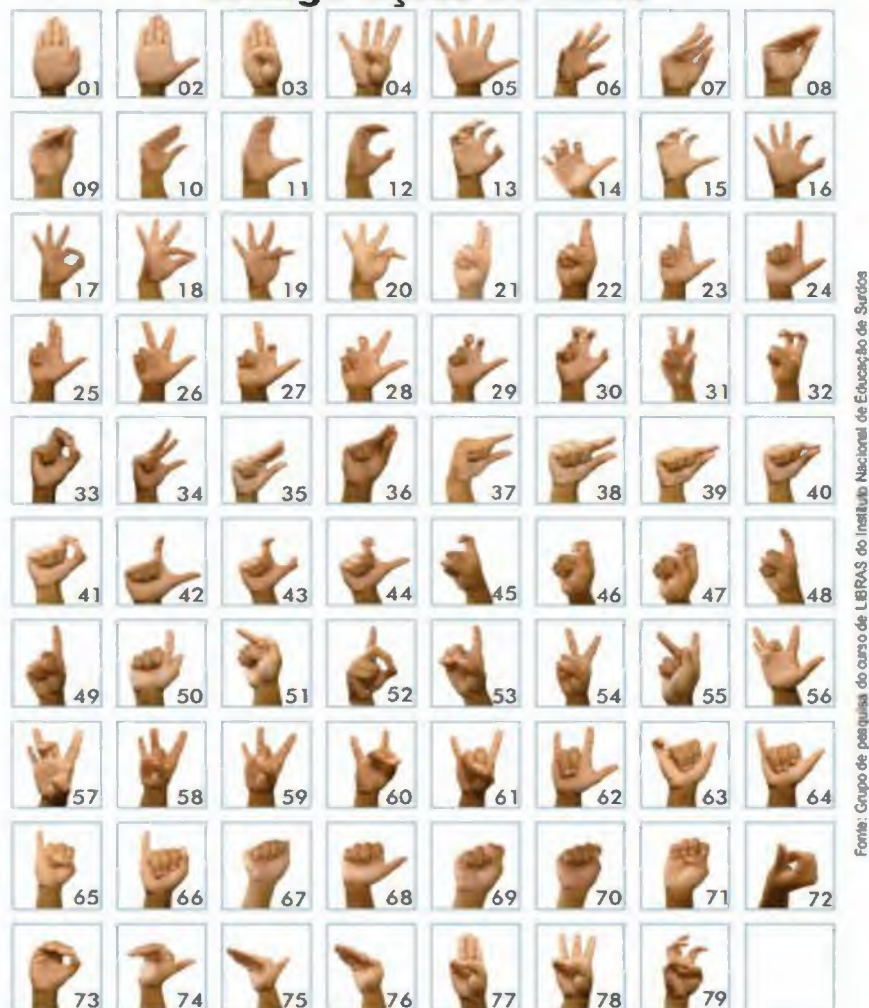 01 02 03 04 05 06 07 08
09 10 11 12 13 14 15 16
17 18 19 20 21 22 23 24
25 26 27 28 29 30 31 32
33 34 35 36 37 38 39 40
41 42 43 44 45 46 47 48
49 50 51 52 53 54 55 56
57 58 59 60 61 62 63 64
65 66 67 68 69 70 71 72
73 74 75 76 77 78 79
Fonte: Grupo de pesquisa do curso de LIBRAS do Instituto Nacional de Educação de Surdos